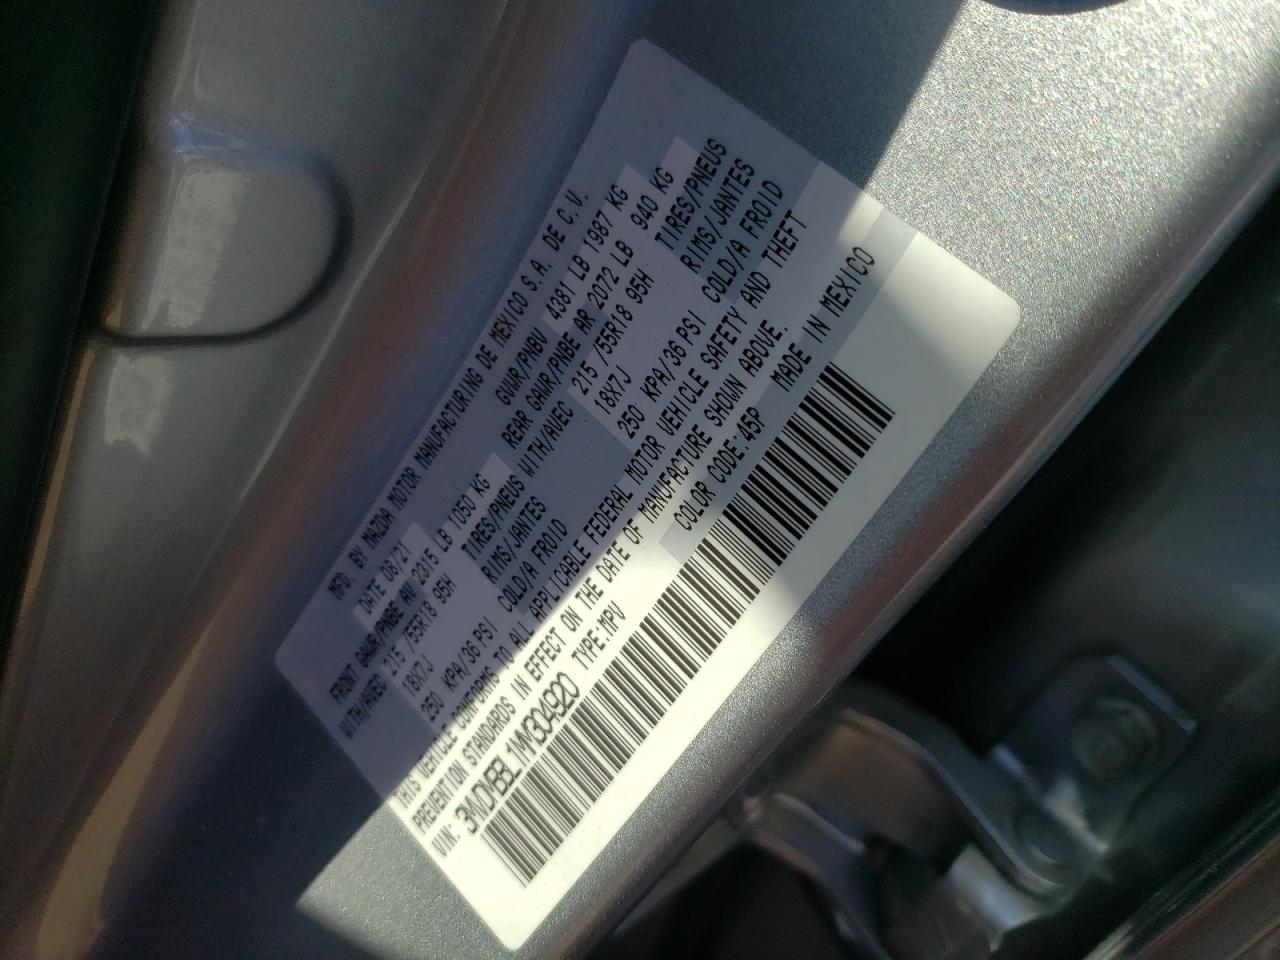 MFD. BY MAZDA MOTOR MANUFACTURING DE MEXICO S.A. DE C.V.
DATE 08/21 GVWR/PNBV 4381 LB 1987 KG
FRONT GAWR/PNBE AV 2315 LB 1050 KG REAR GAWR/PNBE AR 2072 LB 940 KG
WITH/AVEC 215 /55R18 95H TIRES/PNEUS WITH/AVEC 215 /55R18 95H TIRES/PNEUS
18X7J RIMS/JANTES 18X7J RIMS/JANTES
250 KPA/36 PSI COLD/A FROID 250 KPA/36 PSI COLD/A FROID
THIS VEHICLE CONFORMS TO ALL APPLICABLE FEDERAL MOTOR VEHICLE SAFETY AND THEFT
PREVENTION STANDARDS IN EFFECT ON THE DATE OF MANUFACTURE SHOWN ABOVE.
VIN: TYPE:MPV COLOR CODE:45P MADE IN MEXICO